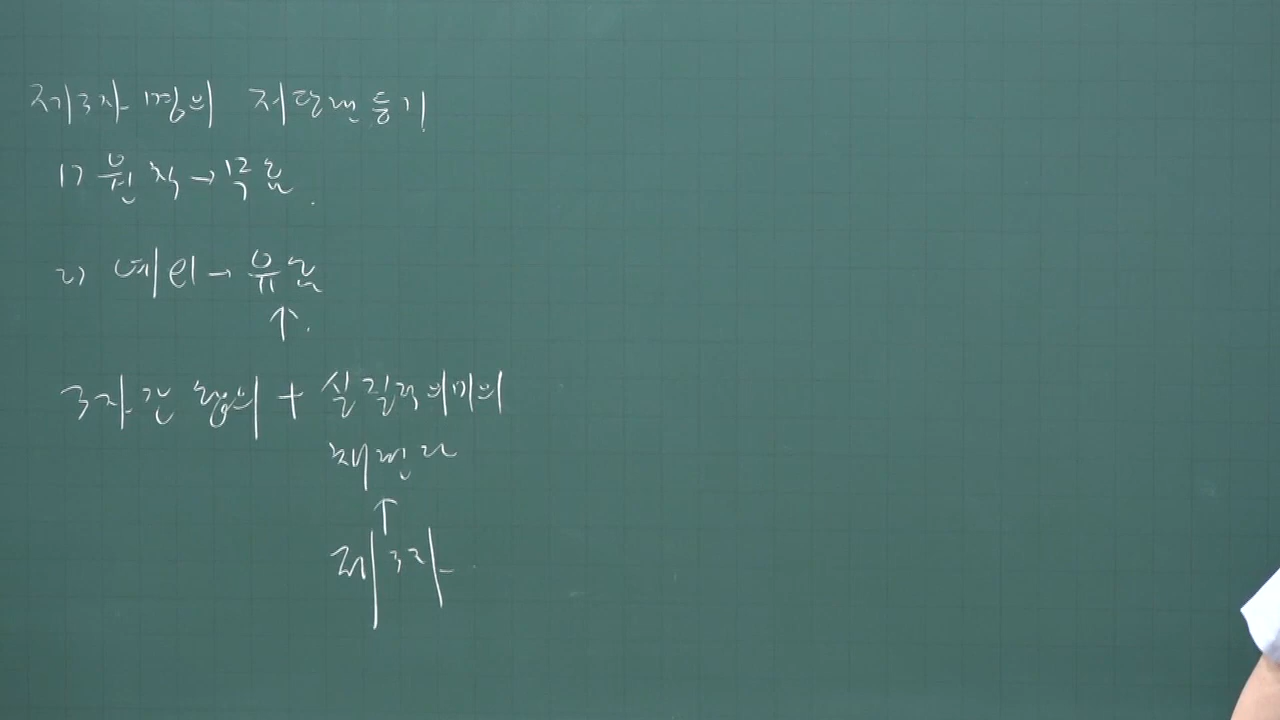 제3자 명의 저당권 등기
1) 원칙 → 무효
2) 예외 → 유효
↑
3자간 합의 + 실질적 의미의
채권자
↑
제3자